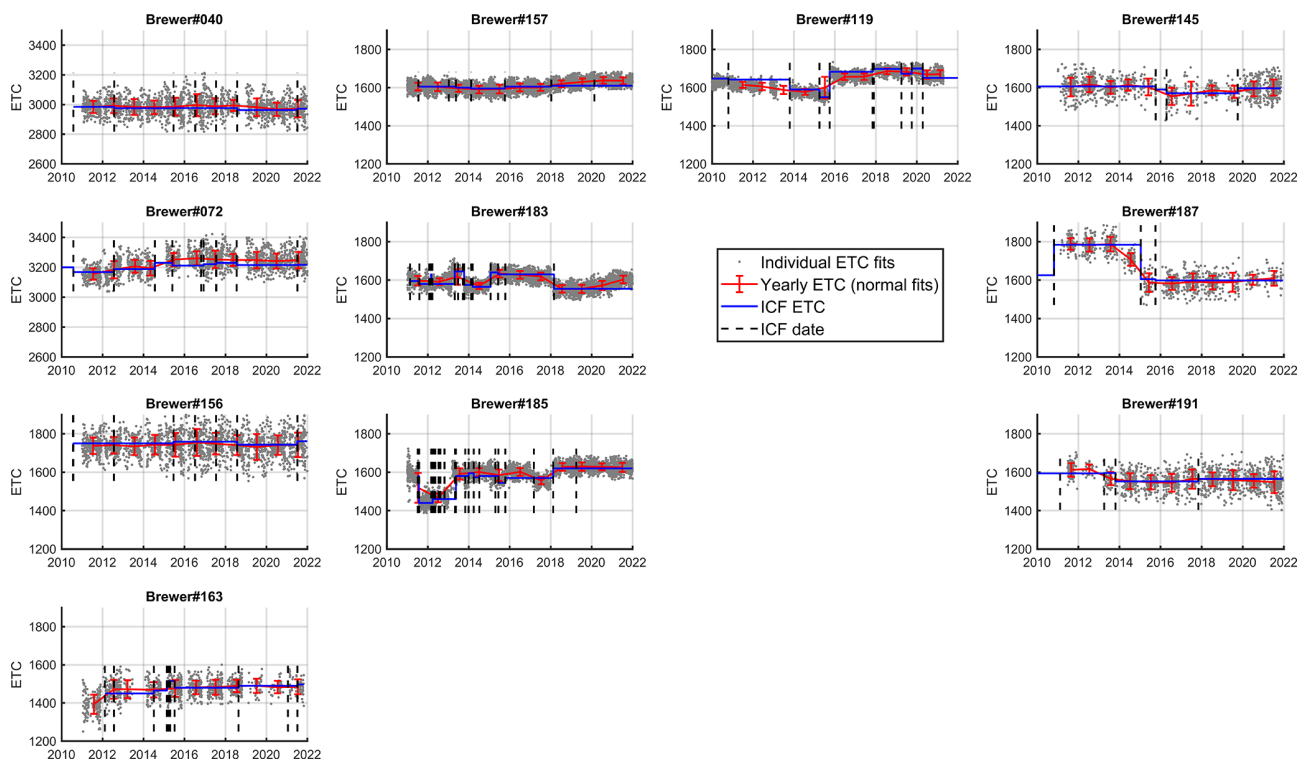 Brewer#040
Brewer#157
Brewer#119
Brewer#145
ETC
3400
3200
3000
2800
2600
2010 2012 2014 2016 2018 2020 2022
ETC
1800
1600
1400
1200
2010 2012 2014 2016 2018 2020 2022
ETC
1800
1600
1400
1200
2010 2012 2014 2016 2018 2020 2022
ETC
1800
1600
1400
1200
2010 2012 2014 2016 2018 2020 2022
Brewer#072
Brewer#183
Brewer#187
ETC
3400
3200
3000
2800
2600
2010 2012 2014 2016 2018 2020 2022
ETC
1800
1600
1400
1200
2010 2012 2014 2016 2018 2020 2022
Individual ETC fits
Yearly ETC (normal fits)
ICF ETC
ICF date
ETC
1800
1600
1400
1200
2010 2012 2014 2016 2018 2020 2022
Brewer#156
Brewer#185
Brewer#191
ETC
1800
1600
1400
1200
2010 2012 2014 2016 2018 2020 2022
ETC
1800
1600
1400
1200
2010 2012 2014 2016 2018 2020 2022
ETC
1800
1600
1400
1200
2010 2012 2014 2016 2018 2020 2022
Brewer#163
ETC
1800
1600
1400
1200
2010 2012 2014 2016 2018 2020 2022